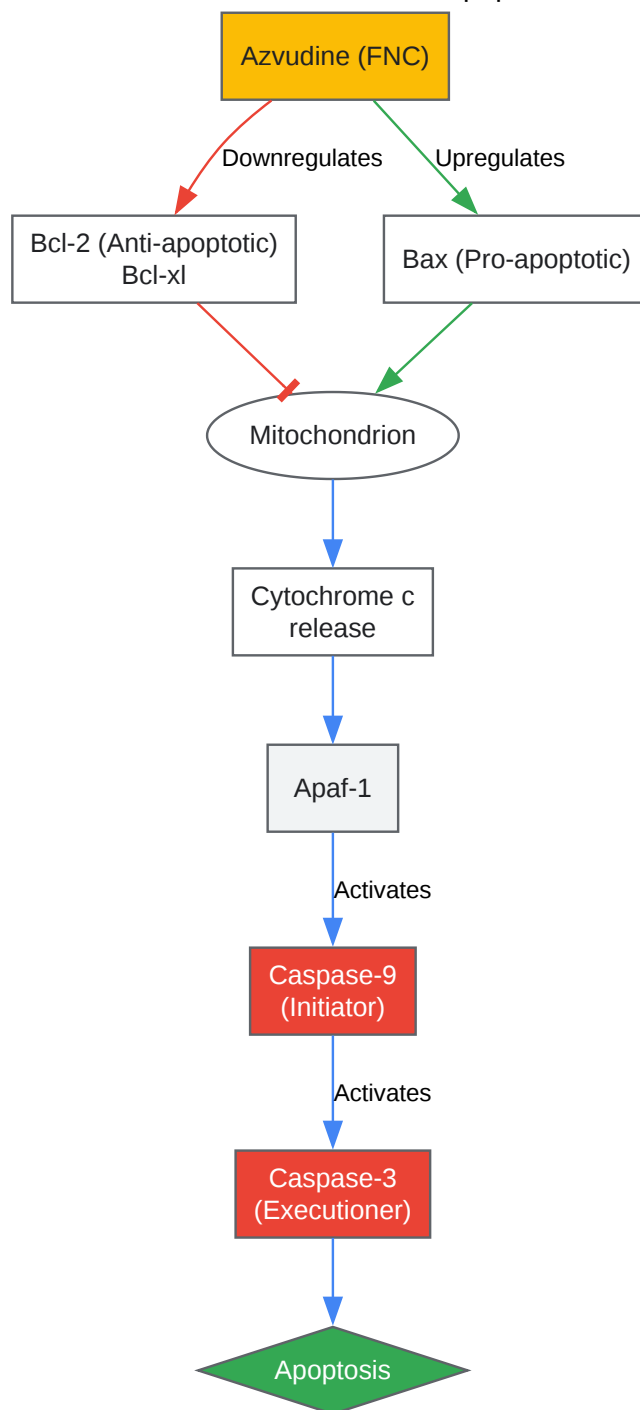 Azvudine (FNC)
Downregulates
Upregulates
Bcl-2 (Anti-apoptotic)
Bcl-xl
Bax (Pro-apoptotic)
Mitochondrion
Cytochrome c
release
Apaf-1
Activates
Caspase-9
(Initiator)
Activates
Caspase-3
(Executioner)
Apoptosis